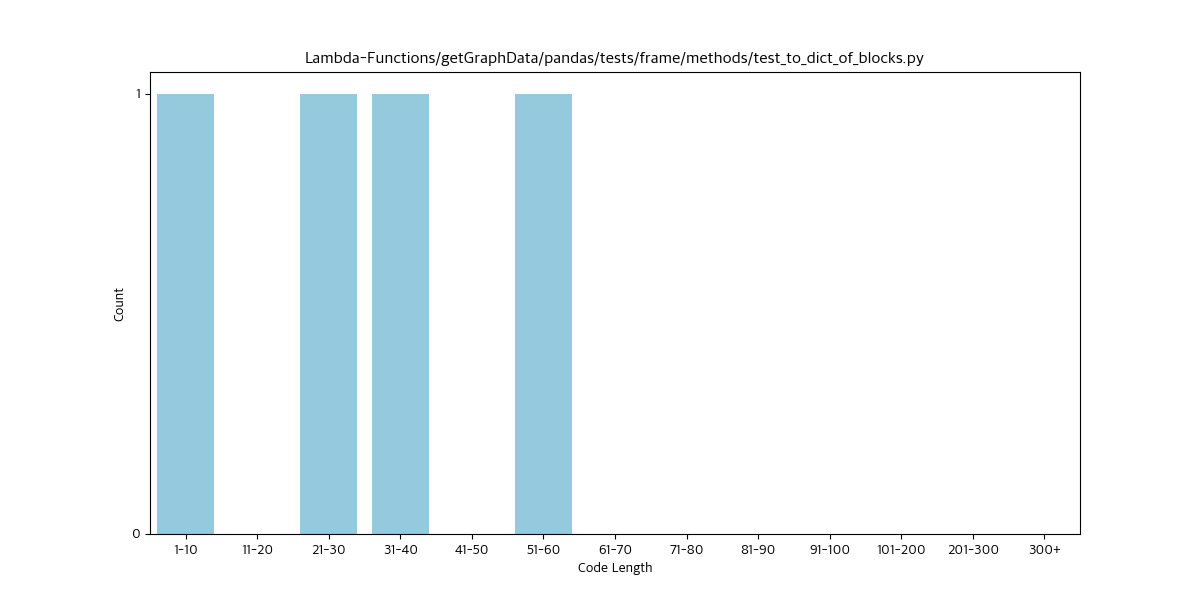 Lambda-Functions/getGraphData/pandas/tests/frame/methods/test_to_dict_of_blocks.py
1
Count
0
1-10 11-20 21-30 31-40 41-50 51-60 61-70 71-80 81-90 91-100 101-200 201-300 300+
Code Length